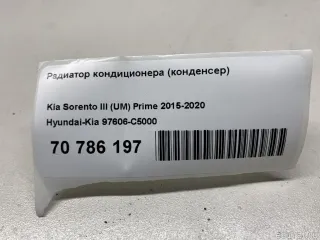 Радиатор кондиционера (конденсер)
Kia Sorento III (UM) Prime 2015-2020
Hyundai-Kia 97606-C5000
70 786 197